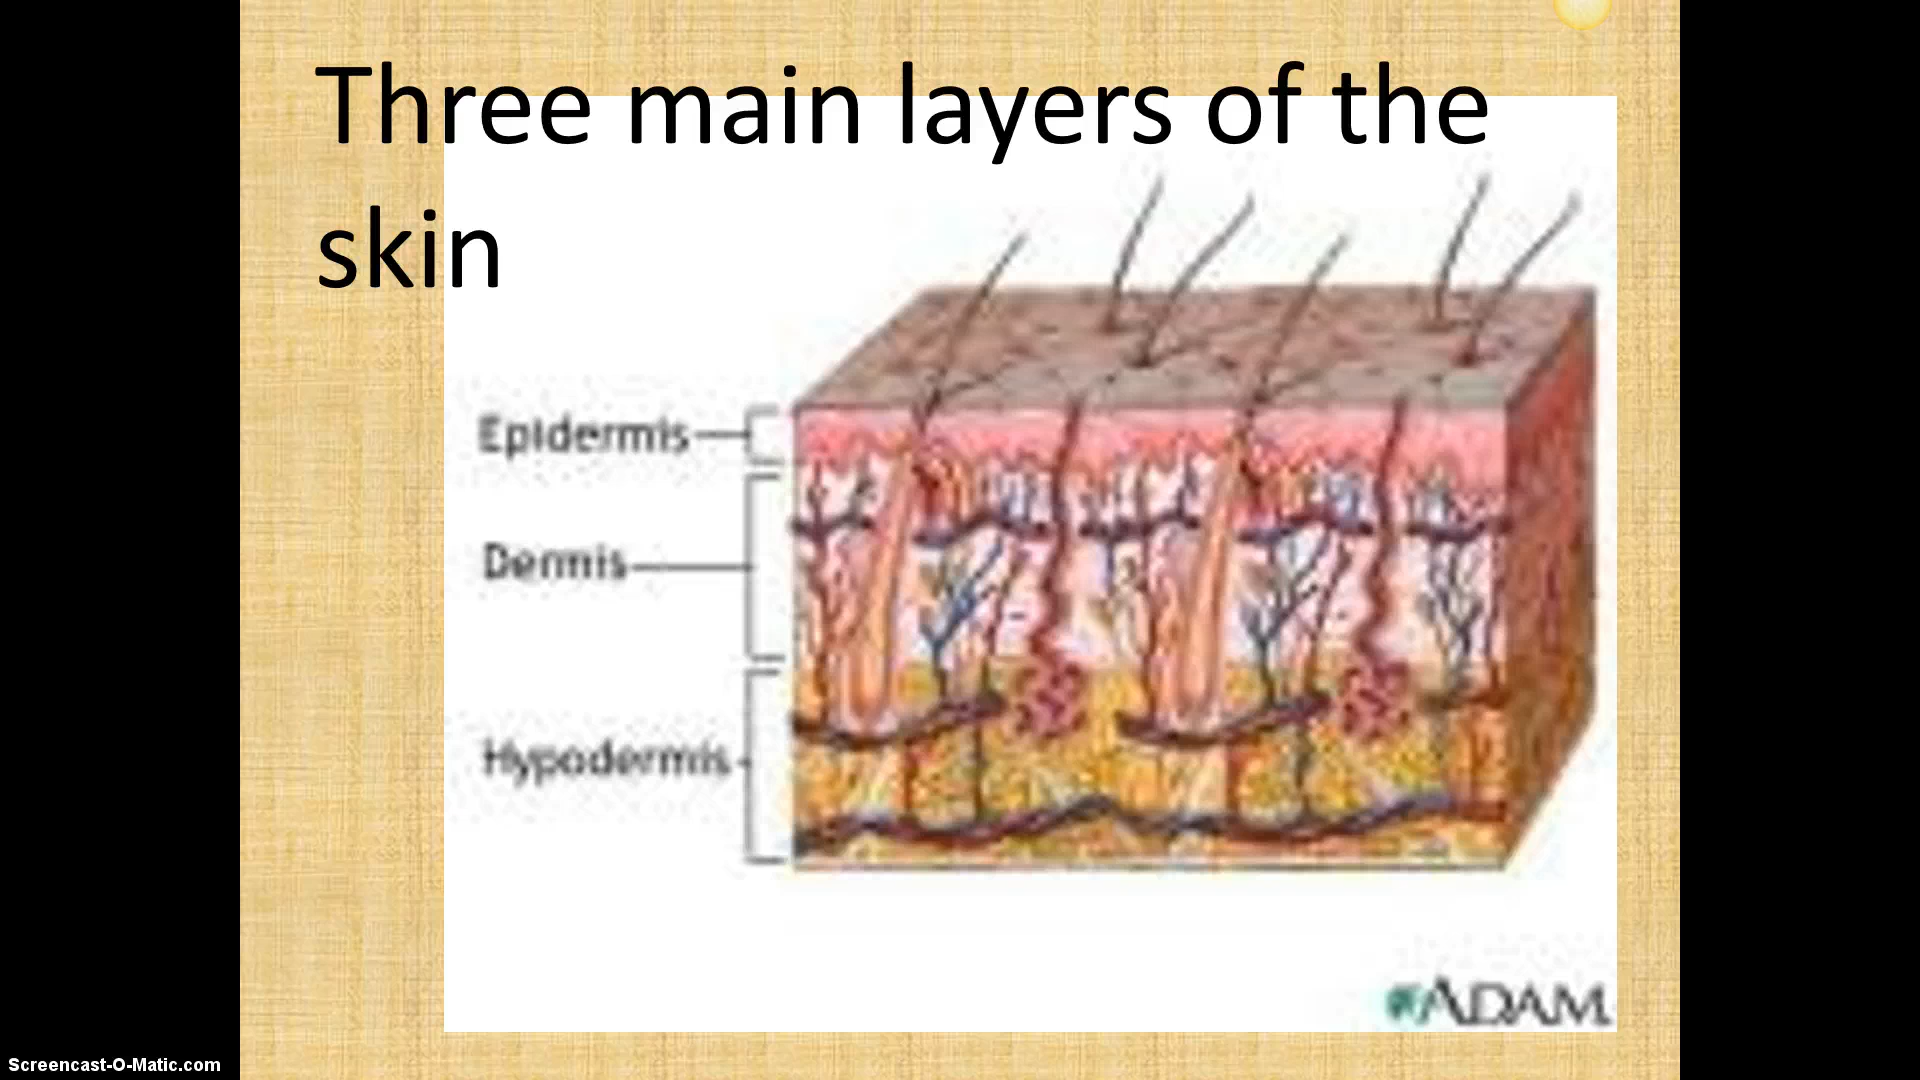 Three main layers of the
skin
Epidermis
Dermis
Hypodermis
ADAM
Screencast-O-Matic.com